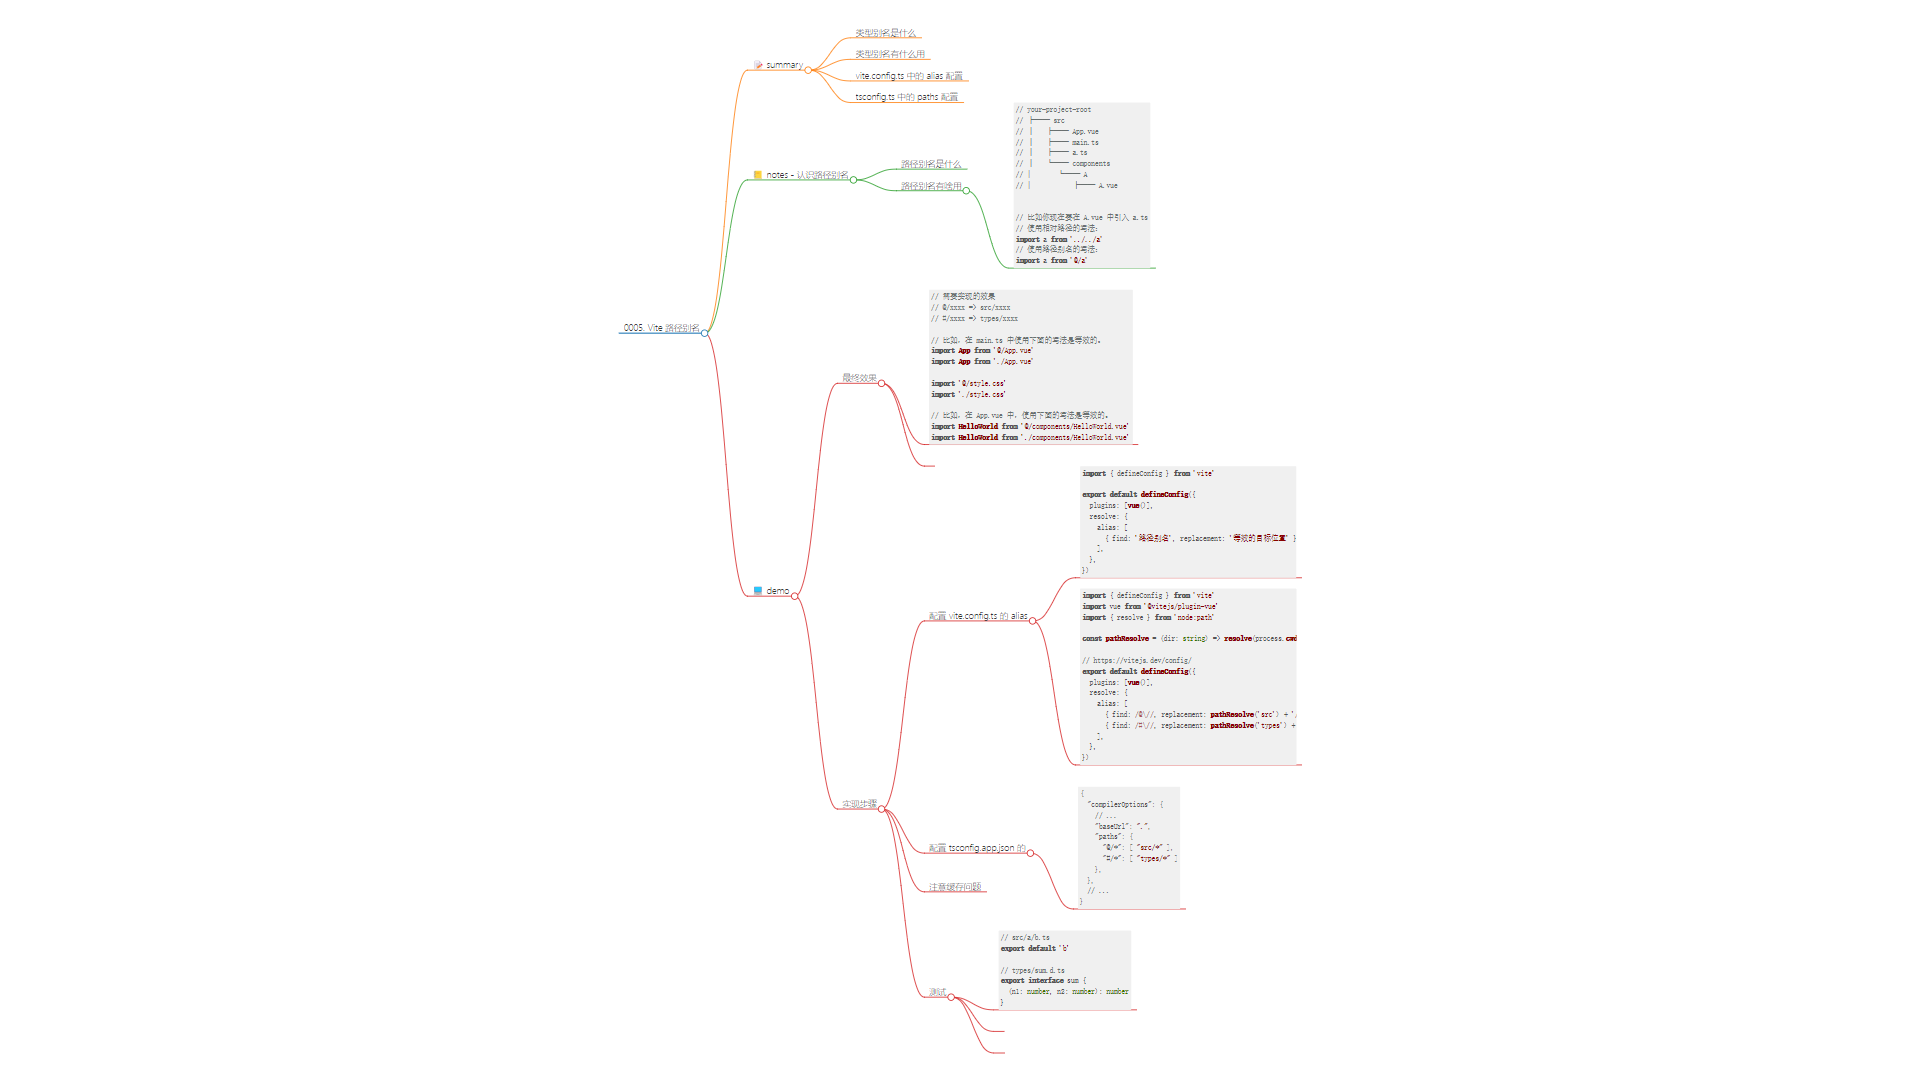 0005. Vite 路径别名
📝 summary
类型别名是什么
类型别名有什么用
vite.config.ts 中的 alias 配置
tsconfig.ts 中的 paths 配置
📒 notes - 认识路径别名
路径别名是什么
路径别名有啥用
// your-project-root
// ├── src
// │   ├── App.vue
// │   ├── main.ts
// │   ├── a.ts
// │   └── components
// │       └── A
// │           ├── A.vue
// 比如你现在要在 A.vue 中引入 a.ts
// 使用相对路径的写法：
import a from '../../a'
// 使用路径别名的写法：
import a from '@/a'
demo
最终效果
// 需要实现的效果
// @/xxxx => src/xxxx
// #/xxxx => types/xxxx
// 比如，在 main.ts 中使用下面的写法是等效的。
import App from '@/App.vue'
import App from './App.vue'
import '@/style.css'
import './style.css'
// 比如，在 App.vue 中，使用下面的写法是等效的。
import HelloWorld from '@/components/HelloWorld.vue'
import HelloWorld from './components/HelloWorld.vue'
实现步骤
配置 vite.config.ts 的 alias
import { defineConfig } from 'vite'
export default defineConfig({
  plugins: [vue()],
  resolve: {
    alias: [
      { find: '路径别名', replacement: '等效的目标位置' }
    ],
  },
})
import { defineConfig } from 'vite'
import vue from '@vitejs/plugin-vue'
import { resolve } from 'node:path'
const pathResolve = (dir: string) => resolve(process.cwd
// https://vitejs.dev/config/
export default defineConfig({
  plugins: [vue()],
  resolve: {
    alias: [
      { find: /@\//, replacement: pathResolve('src') + '/
      { find: /#\//, replacement: pathResolve('types') +
    ],
  },
})
配置 tsconfig.app.json 的
{
  "compilerOptions": {
    // ...
    "baseUrl": ".",
    "paths": {
      "@/*": [ "src/*" ],
      "#/*": [ "types/*" ]
    },
  },
  // ...
}
注意缓存问题
测试
// src/a/b.ts
export default 'b'
// types/sum.d.ts
export interface sum {
  (n1: number, n2: number): number
}